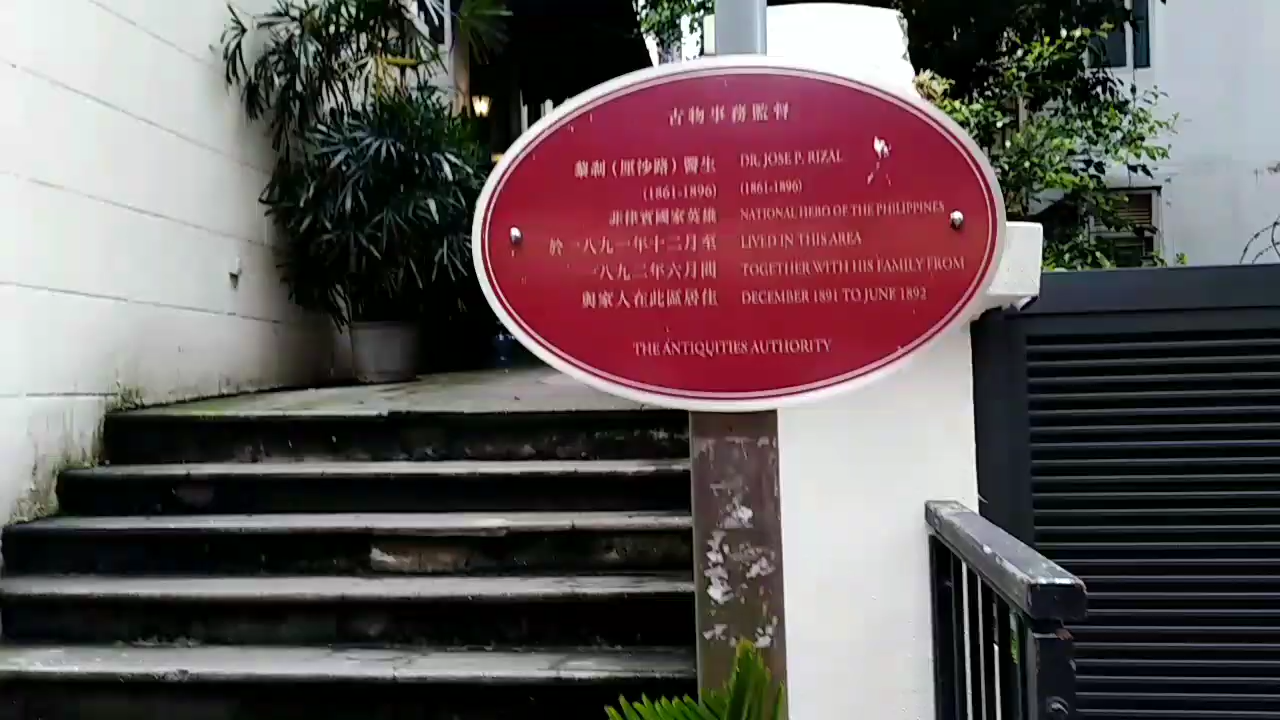 古物事務監督
黎剎（厘沙路）醫生
(1861-1896)
菲律賓國家英雄
於一八九一年十二月至
一八九二年六月間
與家人在此區居住
DR. JOSE P. RIZAL
(1861-1896)
NATIONAL HERO OF THE PHILIPPINES
LIVED IN THIS AREA
TOGETHER WITH HIS FAMILY FROM
DECEMBER 1891 TO JUNE 1892
THE ANTIQUITIES AUTHORITY